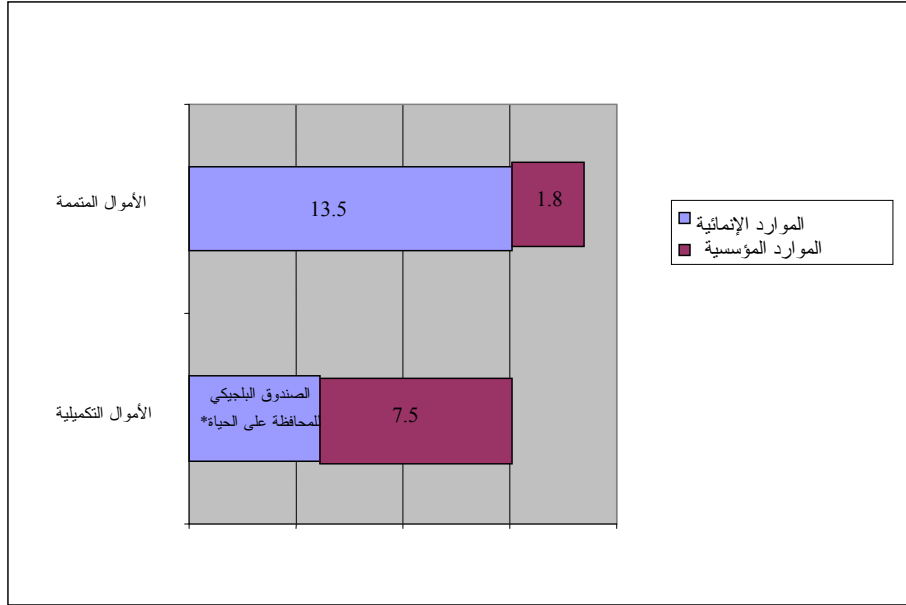 الأموال المتممة
13.5
1.8
الموارد الإنمائية
الموارد المؤسسية
الأموال التكميلية
الصندوق البلجيكي
للمحافظة على الحياة*
7.5